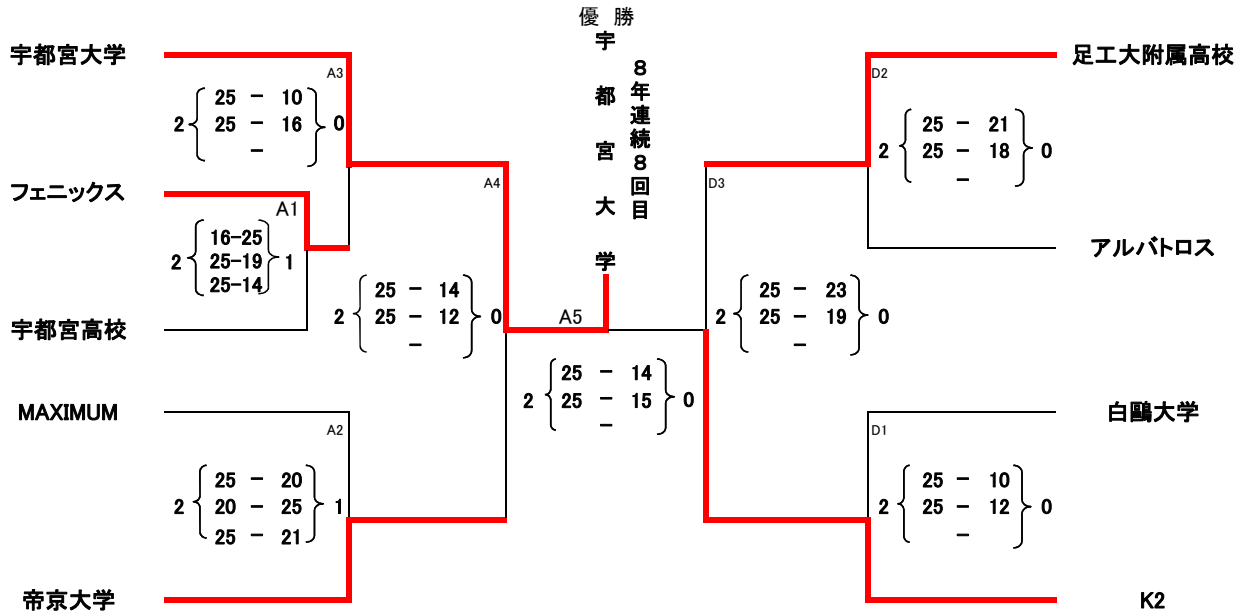 優 勝
宇都宮大学
8年連続8回目
宇都宮大学
A3
2 25 - 10 0
25 - 16
-
フェニックス
A1
2 16-25 1
25-19
25-14
宇都宮高校
A4
2 25 - 14 0
25 - 12
-
MAXIMUM
A2
2 25 - 20 1
20 - 25
25 - 21
帝京大学
A5
2 25 - 14 0
25 - 15
-
足工大附属高校
D2
2 25 - 21 0
25 - 18
-
アルバトロス
D3
2 25 - 23 0
25 - 19
-
白鷗大学
D1
2 25 - 10 0
25 - 12
-
K2